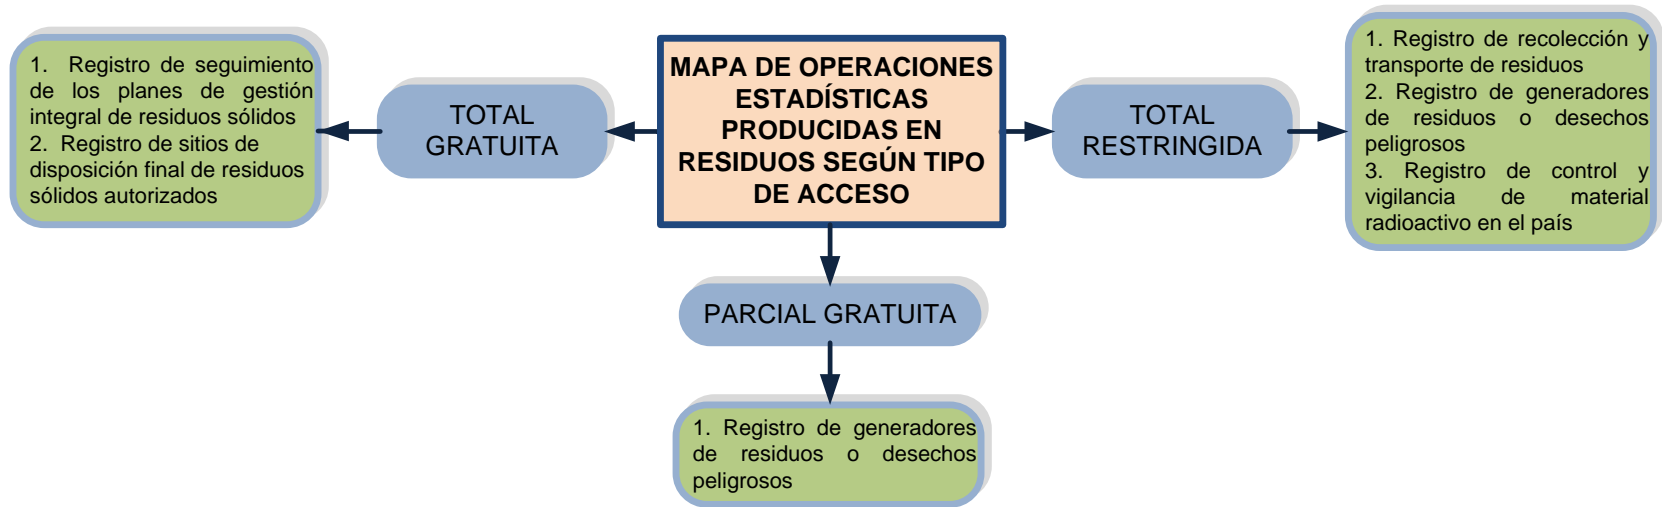 1. Registro de seguimiento
de los planes de gestión
integral de residuos sólidos
2. Registro de sitios de
disposición final de residuos
sólidos autorizados
TOTAL
GRATUITA
MAPA DE OPERACIONES
ESTADÍSTICAS
PRODUCIDAS EN
RESIDUOS SEGÚN TIPO
DE ACCESO
TOTAL
RESTRINGIDA
1. Registro de recolección y
transporte de residuos
2. Registro de generadores
de residuos o desechos
peligrosos
3. Registro de control y
vigilancia de material
radioactivo en el país
PARCIAL GRATUITA
1. Registro de generadores
de residuos o desechos
peligrosos